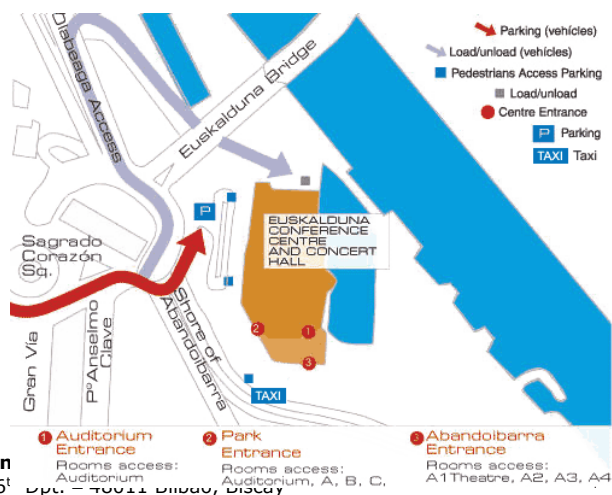 Parking (vehícles)
Load/unload (vehicles)
Pedestrians Access Parking
Load/unload
Centre Entrance
P Parking
TAXI Taxi
Diabeaga Access
Euskalduna Bridge
P
EUSKALDUNA
CONFERENCE
CENTRE
AND CONCERT
HALL
Sagrado
Corazón
Sq.
Gran Vía
Pº Anselmo
Clave
Shore of
Abandoibarra
2
1
3
TAXI
1 Auditorium
Entrance
Rooms access:
Auditorium
2 Park
Entrance
Rooms access:
Auditorium, A, B, C,
3 Abandoibarra
Entrance
Rooms access:
A1Theatre, A2, A3, A4
Dpt. – 48011 Bilbao, Biscay